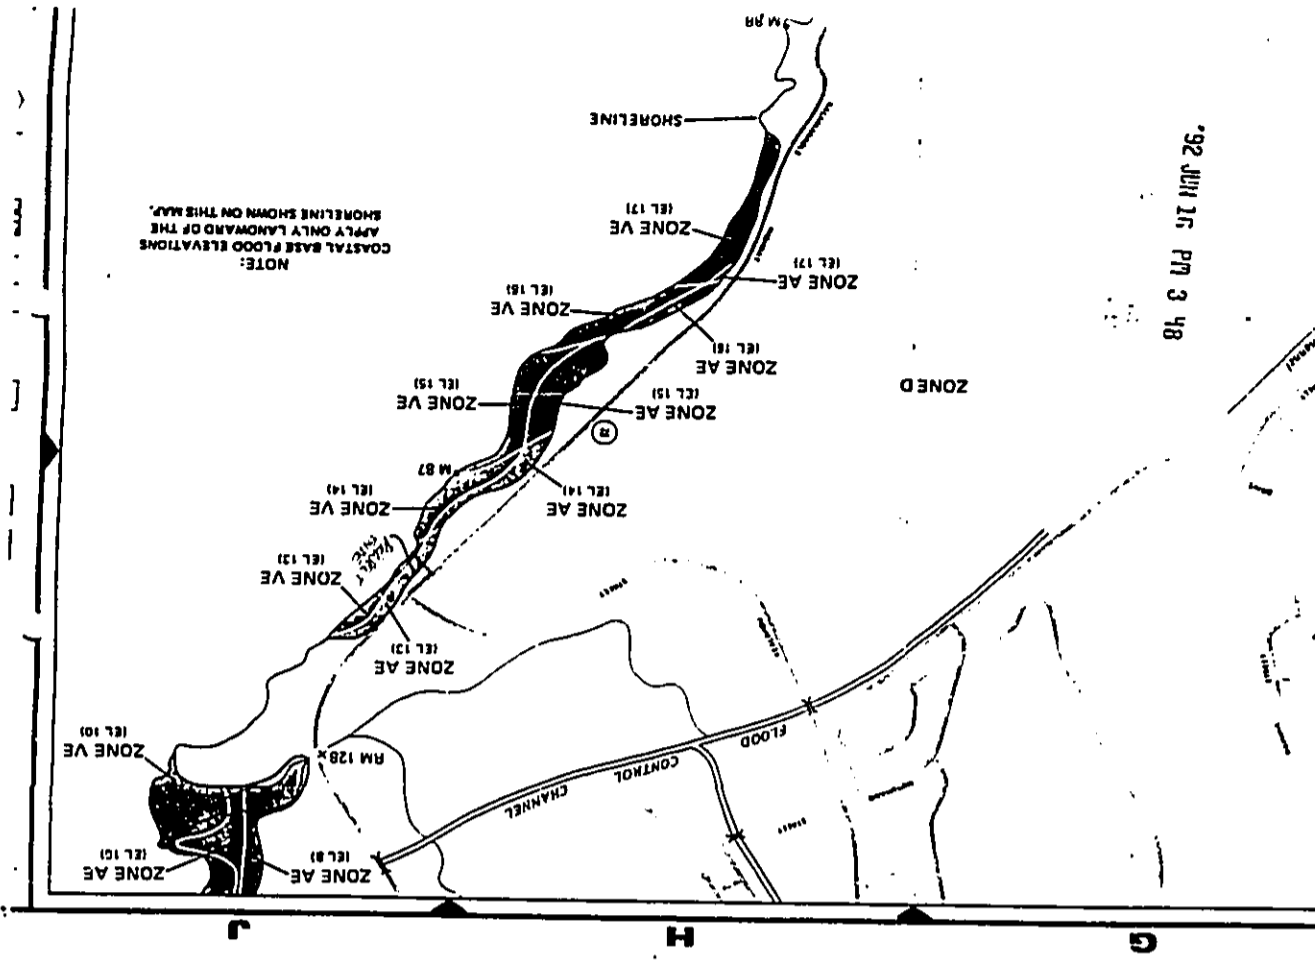 G
H
J
ZONE AE
(EL 8)
ZONE AE
(EL 10)
CHANNEL
CONTROL
FLOOD
STREET
RM 128
ZONE VE
(EL 10)
ZONE AE
(EL 13)
ZONE VE
(EL 13)
STREET
ZONE AE
(EL 14)
ZONE VE
(EL 14)
M 87
ZONE D
ZONE AE
(EL 15)
ZONE VE
(EL 15)
ZONE AE
(EL 16)
ZONE VE
(EL 16)
ZONE AE
(EL 17)
ZONE VE
(EL 17)
NOTE:
COASTAL BASE FLOOD ELEVATIONS
APPLY ONLY LANDWARD OF THE
SHORELINE SHOWN ON THIS MAP.
SHORELINE
M 88
'92 JUN 16 PM 3 48